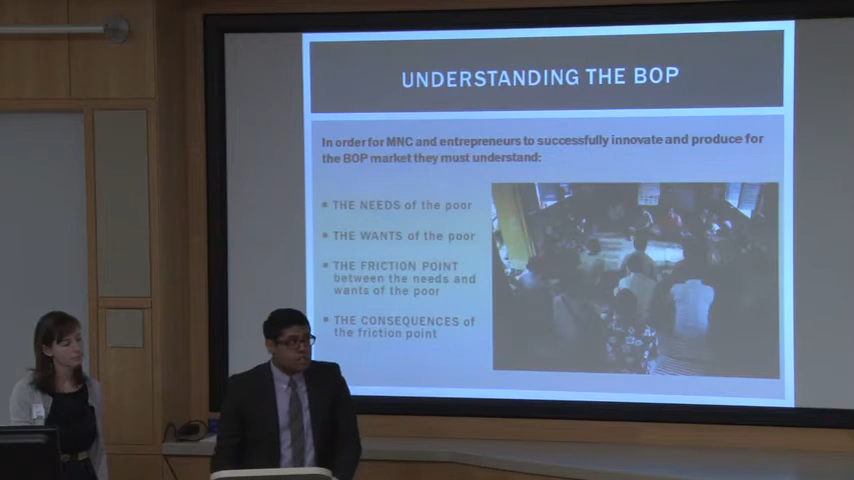 UNDERSTANDING THE BOP
In order for MNC and entrepreneurs to successfully innovate and produce for
the BOP market they must understand:
▪ THE NEEDS of the poor
▪ THE WANTS of the poor
▪ THE FRICTION POINT
between the needs and
wants of the poor
▪ THE CONSEQUENCES of
the friction point